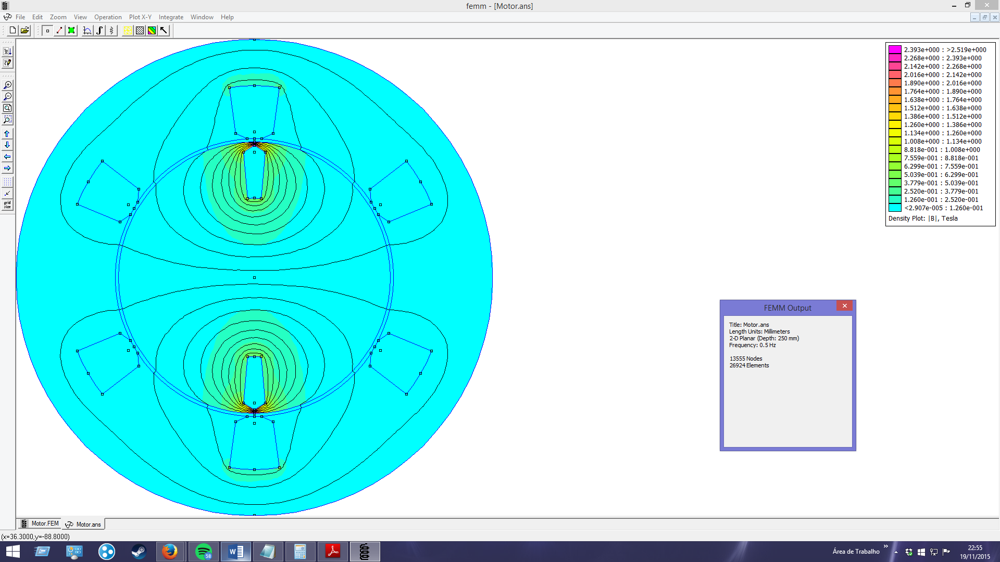 femm - [Motor.ans]
File Edit Zoom View Operation Plot X-Y Integrate Window Help
grid
size
2.393e+000 : >2.519e+000
2.268e+000 : 2.393e+000
2.142e+000 : 2.268e+000
2.016e+000 : 2.142e+000
1.890e+000 : 2.016e+000
1.764e+000 : 1.890e+000
1.638e+000 : 1.764e+000
1.512e+000 : 1.638e+000
1.386e+000 : 1.512e+000
1.260e+000 : 1.386e+000
1.134e+000 : 1.260e+000
1.008e+000 : 1.134e+000
8.818e-001 : 1.008e+000
7.559e-001 : 8.818e-001
6.299e-001 : 7.559e-001
5.039e-001 : 6.299e-001
3.779e-001 : 5.039e-001
2.520e-001 : 3.779e-001
1.260e-001 : 2.520e-001
<2.907e-005 : 1.260e-001
Density Plot: |B|, Tesla
FEMM Output
Title: Motor.ans
Length Units: Millimeters
2-D Planar (Depth: 250 mm)
Frequency: 0.5 Hz
13555 Nodes
26924 Elements
Motor.FEM Motor.ans
(x=36.3000,y=-88.8000)
58
Área de Trabalho
22:55
19/11/2015